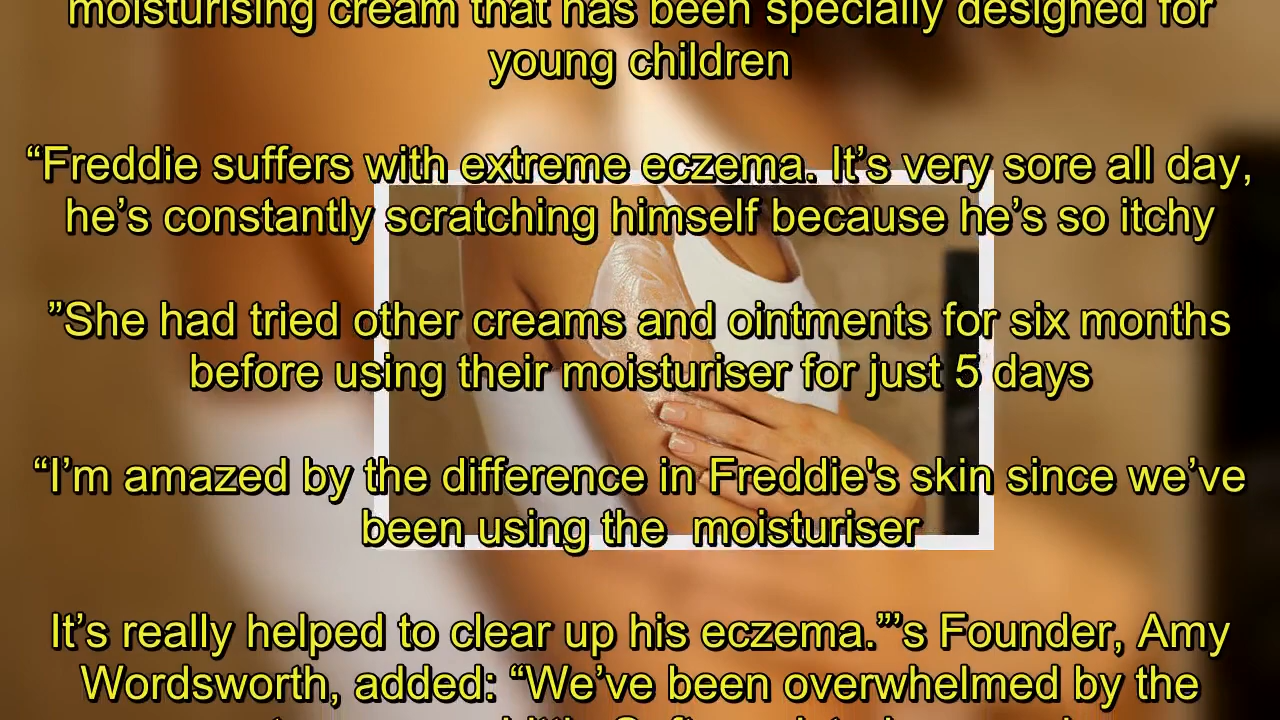 moisturising cream that has been specially designed for
young children
“Freddie suffers with extreme eczema. It’s very sore all day,
he’s constantly scratching himself because he’s so itchy
”She had tried other creams and ointments for six months
before using their moisturiser for just 5 days
“I’m amazed by the difference in Freddie's skin since we’ve
been using the  moisturiser
It’s really helped to clear up his eczema.”’s Founder, Amy
Wordsworth, added: “We’ve been overwhelmed by the